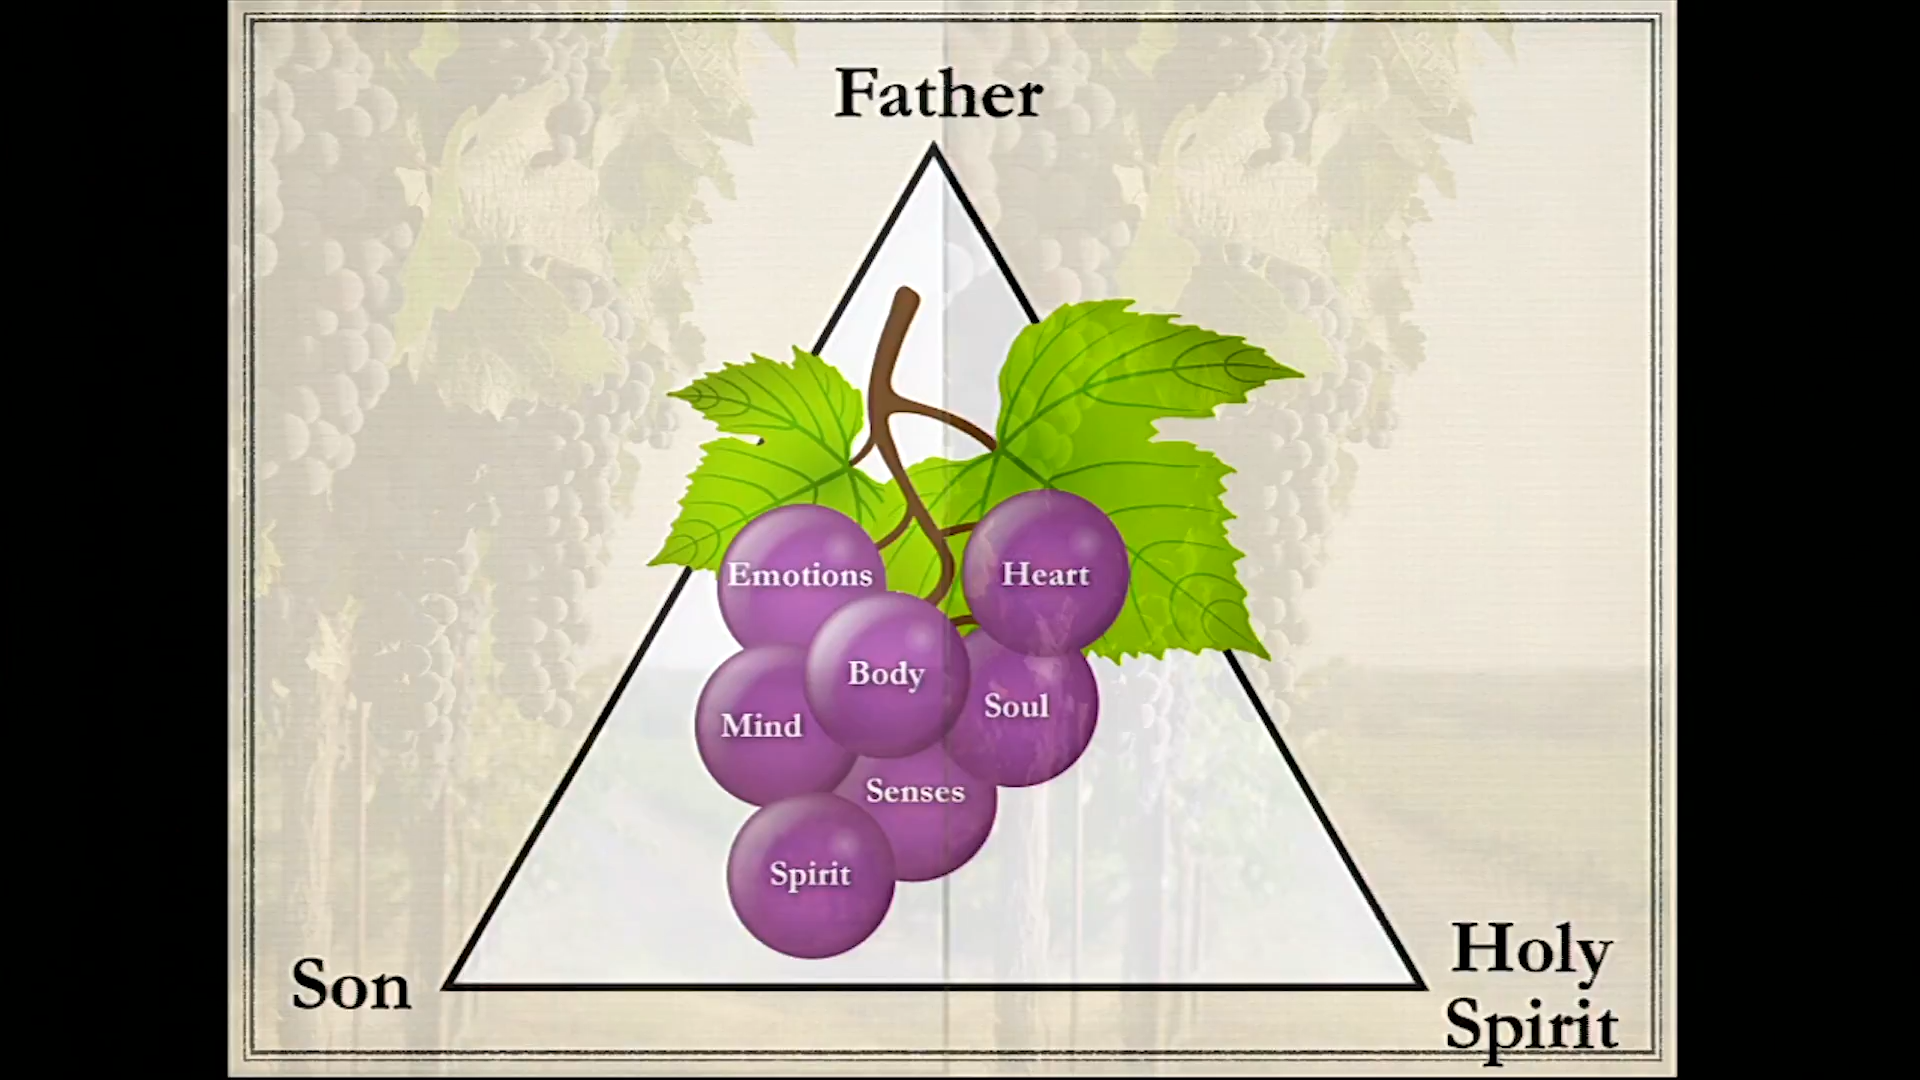 Father
Emotions
Heart
Body
Soul
Mind
Senses
Spirit
Son
Holy
Spirit